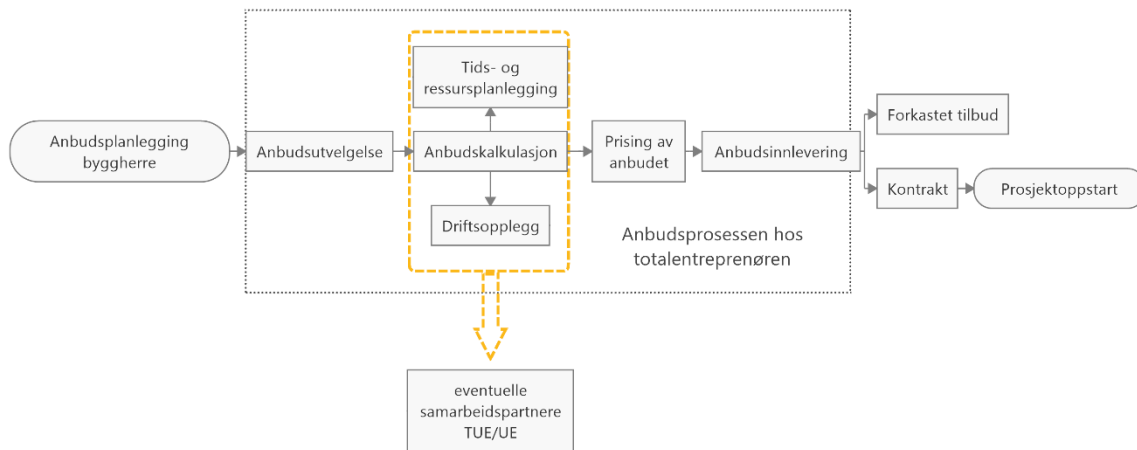 Anbudsplanlegging
byggherre
Anbudsutvelgelse
Tids- og
ressursplanlegging
Anbudskalkulasjon
Driftsopplegg
Prising av
anbudet
Anbudsinnlevering
Forkastet tilbud
Kontrakt
Prosjektoppstart
Anbudsprosessen hos
totalentreprenøren
eventuelle
samarbeidspartnere
TUE/UE